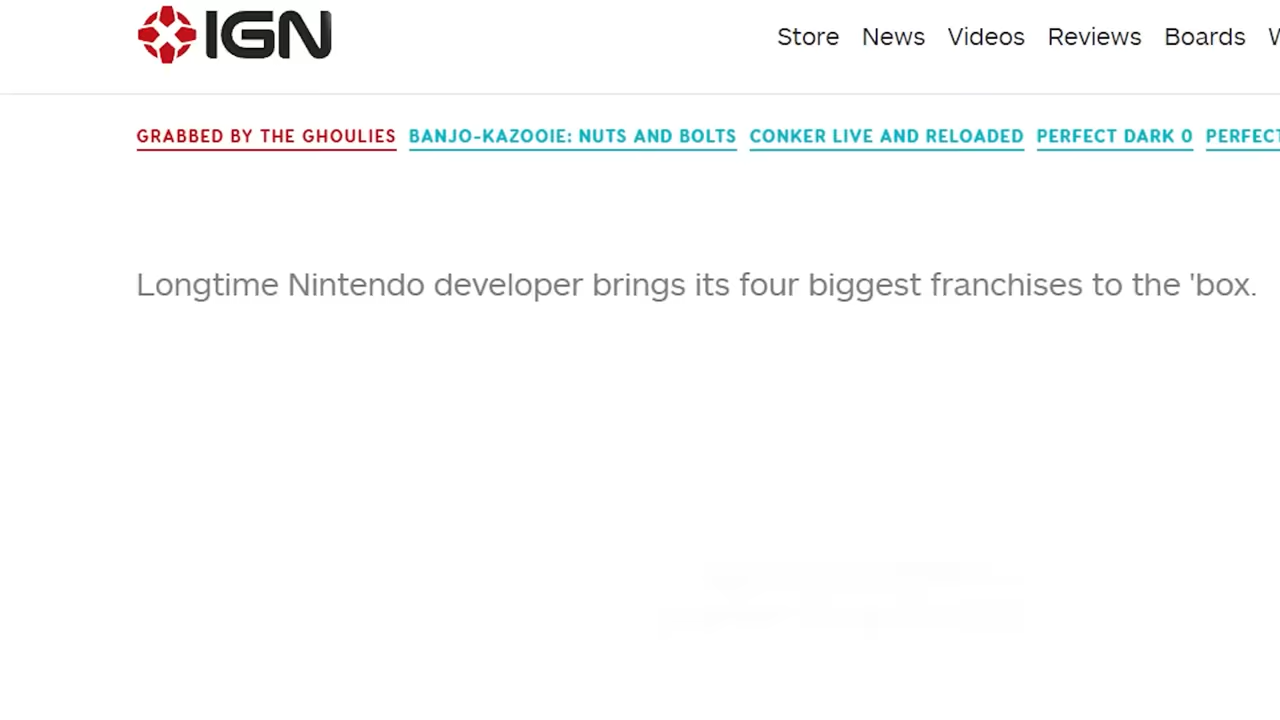 IGN
Store News Videos Reviews Boards
GRABBED BY THE GHOULIES BANJO-KAZOOIE: NUTS AND BOLTS CONKER LIVE AND RELOADED PERFECT DARK 0 PERFECT
Longtime Nintendo developer brings its four biggest franchises to the 'box.